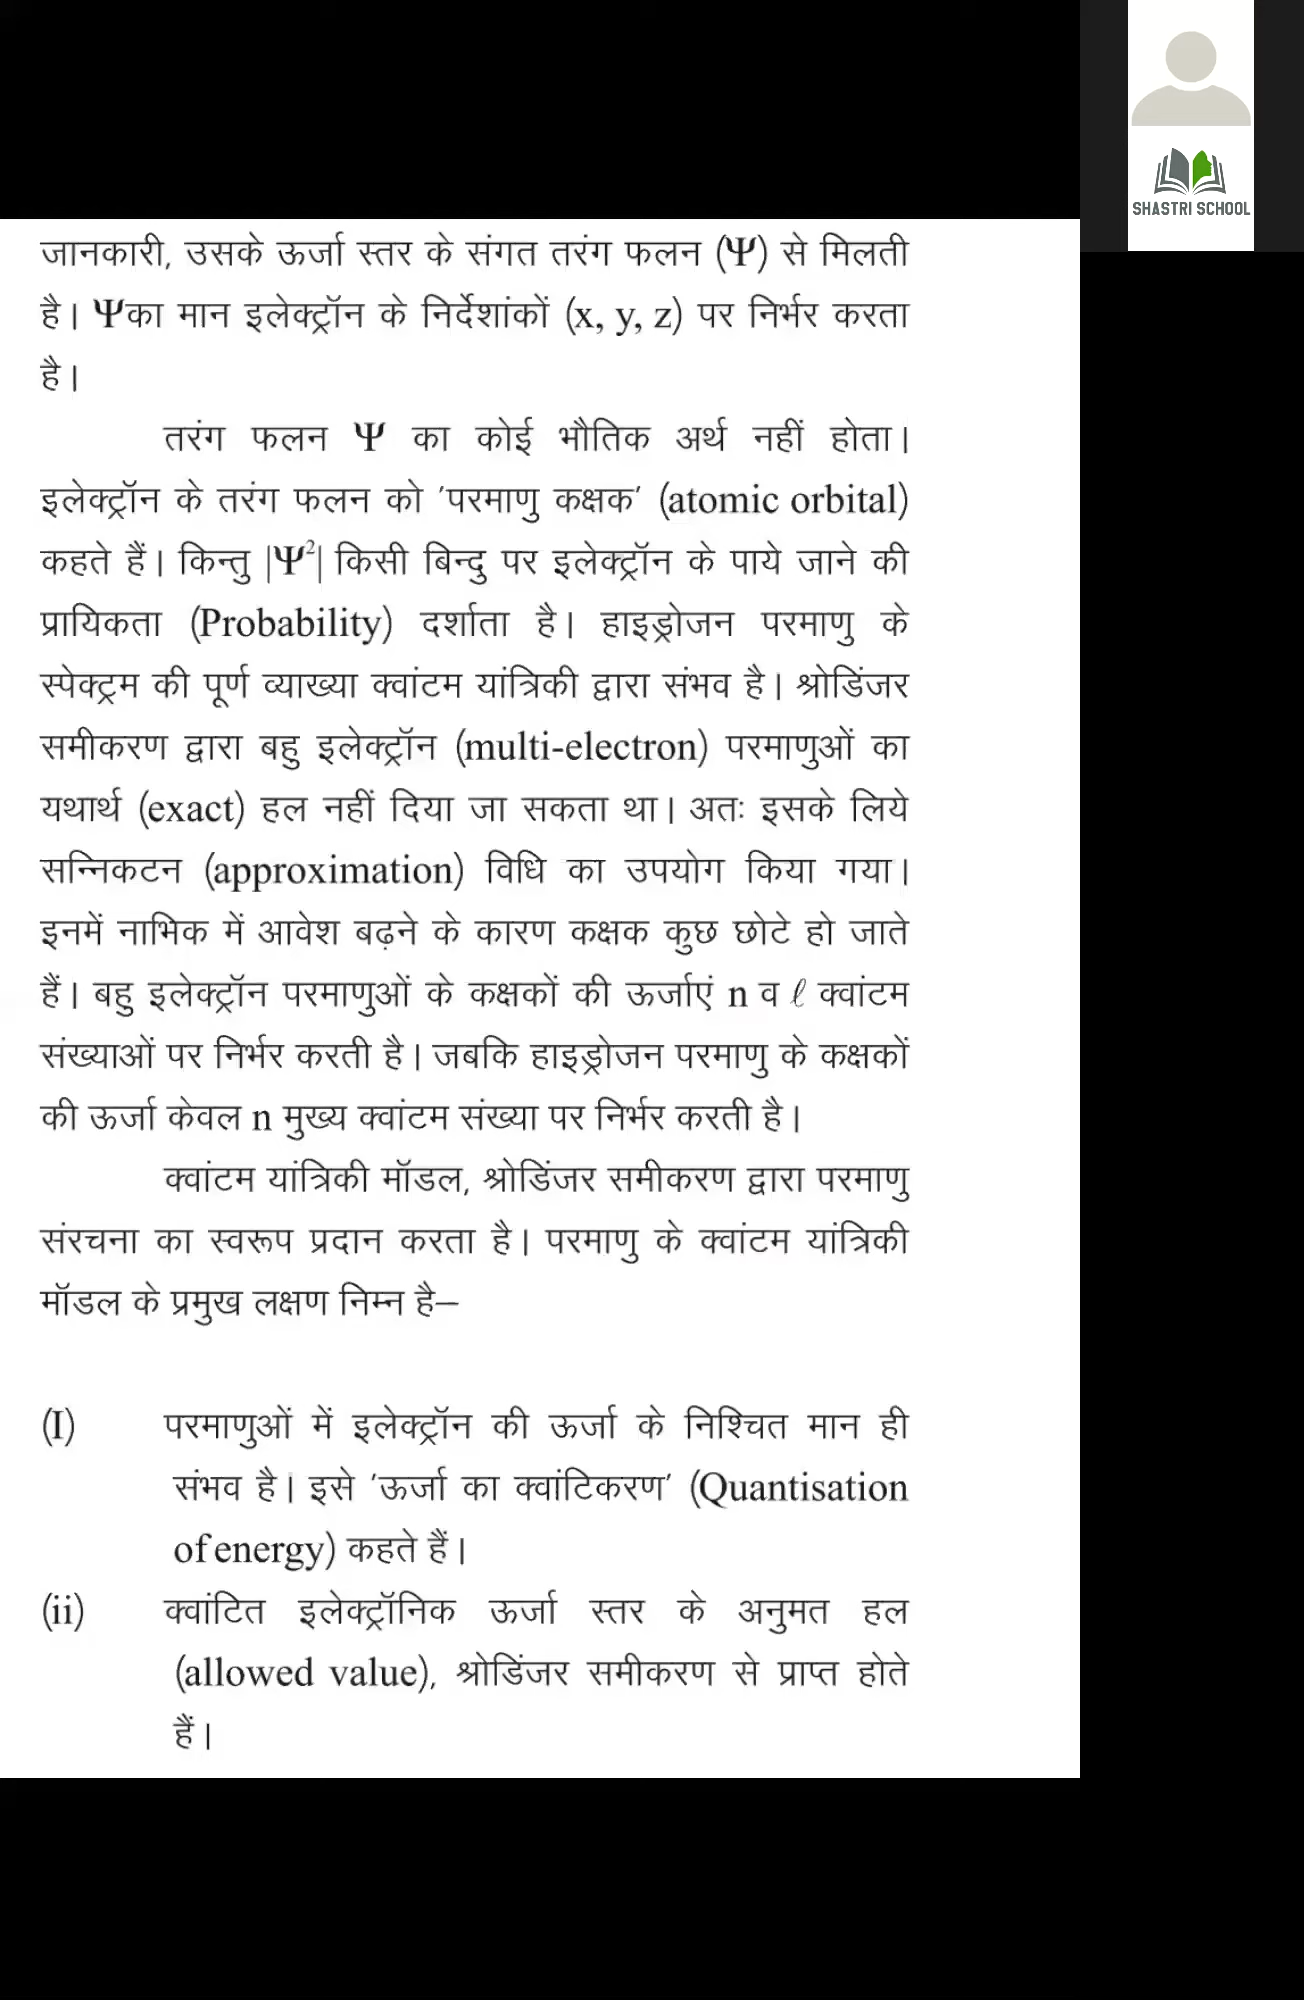 SHASTRI SCHOOL
जानकारी, उसके ऊर्जा स्तर के संगत तरंग फलन (Ψ) से मिलती
है। Ψका मान इलेक्ट्रॉन के निर्देशांकों (x, y, z) पर निर्भर करता
है।
तरंग फलन Ψ का कोई भौतिक अर्थ नहीं होता।
इलेक्ट्रॉन के तरंग फलन को 'परमाणु कक्षक' (atomic orbital)
कहते हैं। किन्तु |Ψ²| किसी बिन्दु पर इलेक्ट्रॉन के पाये जाने की
प्रायिकता (Probability) दर्शाता है। हाइड्रोजन परमाणु के
स्पेक्ट्रम की पूर्ण व्याख्या क्वांटम यांत्रिकी द्वारा संभव है। श्रोडिंजर
समीकरण द्वारा बहु इलेक्ट्रॉन (multi-electron) परमाणुओं का
यथार्थ (exact) हल नहीं दिया जा सकता था। अतः इसके लिये
सन्निकटन (approximation) विधि का उपयोग किया गया।
इनमें नाभिक में आवेश बढ़ने के कारण कक्षक कुछ छोटे हो जाते
हैं। बहु इलेक्ट्रॉन परमाणुओं के कक्षकों की ऊर्जाएं n व ℓ क्वांटम
संख्याओं पर निर्भर करती है। जबकि हाइड्रोजन परमाणु के कक्षकों
की ऊर्जा केवल n मुख्य क्वांटम संख्या पर निर्भर करती है।
क्वांटम यांत्रिकी मॉडल, श्रोडिंजर समीकरण द्वारा परमाणु
संरचना का स्वरूप प्रदान करता है। परमाणु के क्वांटम यांत्रिकी
मॉडल के प्रमुख लक्षण निम्न है–
(I) परमाणुओं में इलेक्ट्रॉन की ऊर्जा के निश्चित मान ही
संभव है। इसे 'ऊर्जा का क्वांटिकरण' (Quantisation
of energy) कहते हैं।
(ii) क्वांटित इलेक्ट्रॉनिक ऊर्जा स्तर के अनुमत हल
(allowed value), श्रोडिंजर समीकरण से प्राप्त होते
हैं।